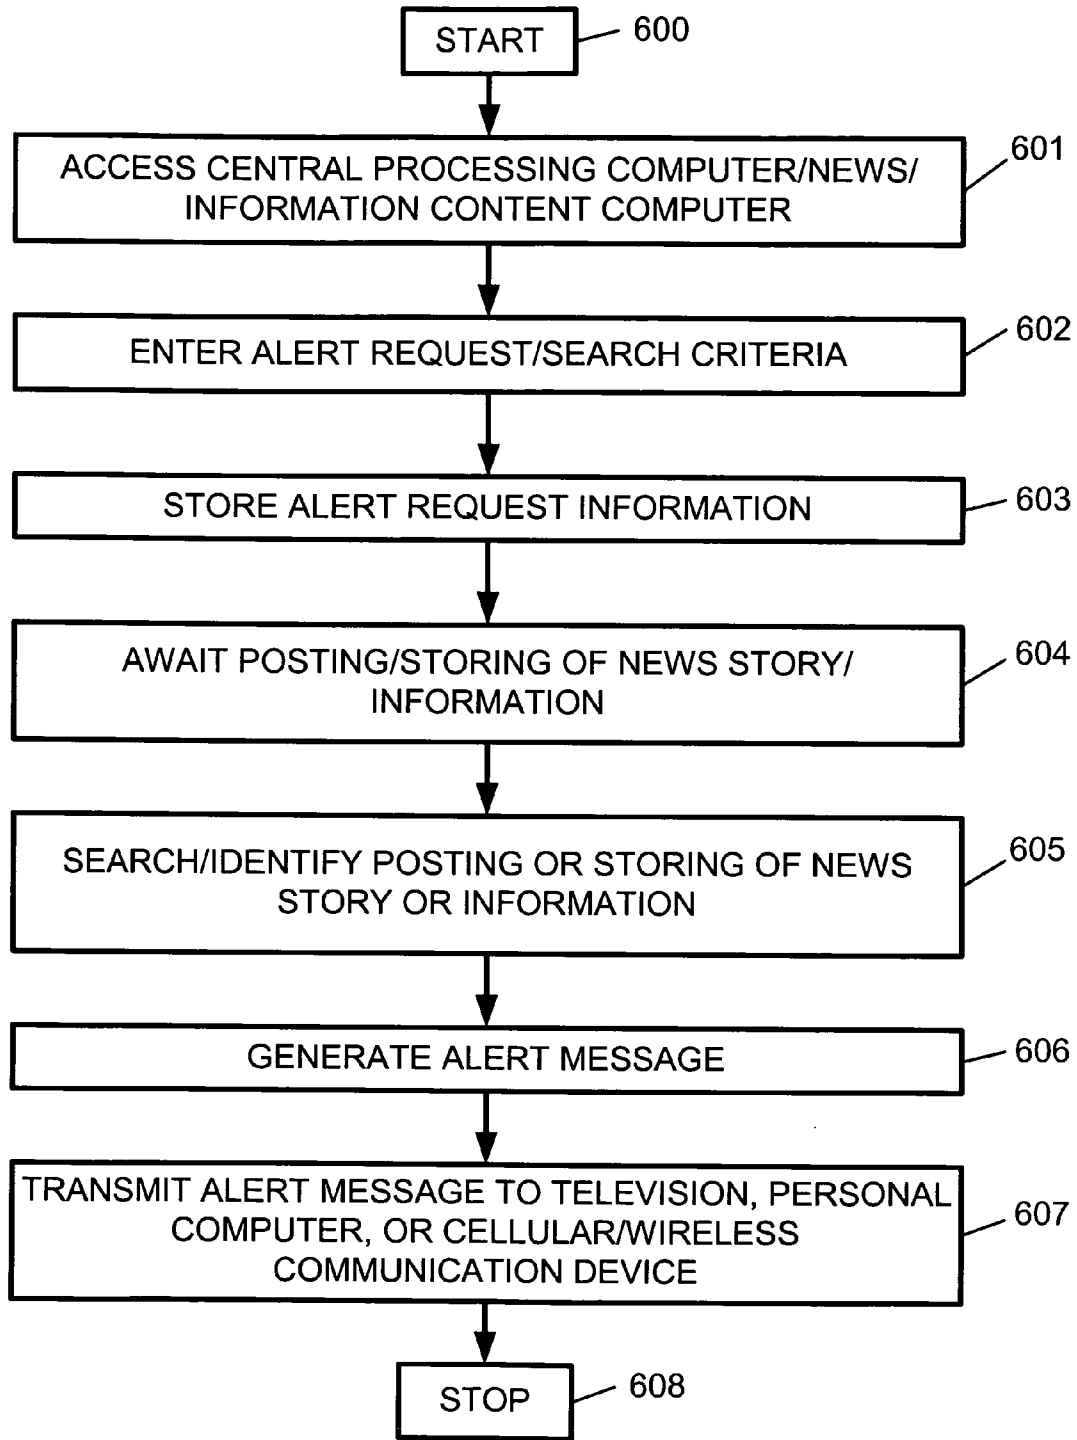 START
600
ACCESS CENTRAL PROCESSING COMPUTER/NEWS/
INFORMATION CONTENT COMPUTER
601
ENTER ALERT REQUEST/SEARCH CRITERIA
602
STORE ALERT REQUEST INFORMATION
603
AWAIT POSTING/STORING OF NEWS STORY/
INFORMATION
604
SEARCH/IDENTIFY POSTING OR STORING OF NEWS
STORY OR INFORMATION
605
GENERATE ALERT MESSAGE
606
TRANSMIT ALERT MESSAGE TO TELEVISION, PERSONAL
COMPUTER, OR CELLULAR/WIRELESS
COMMUNICATION DEVICE
607
STOP
608